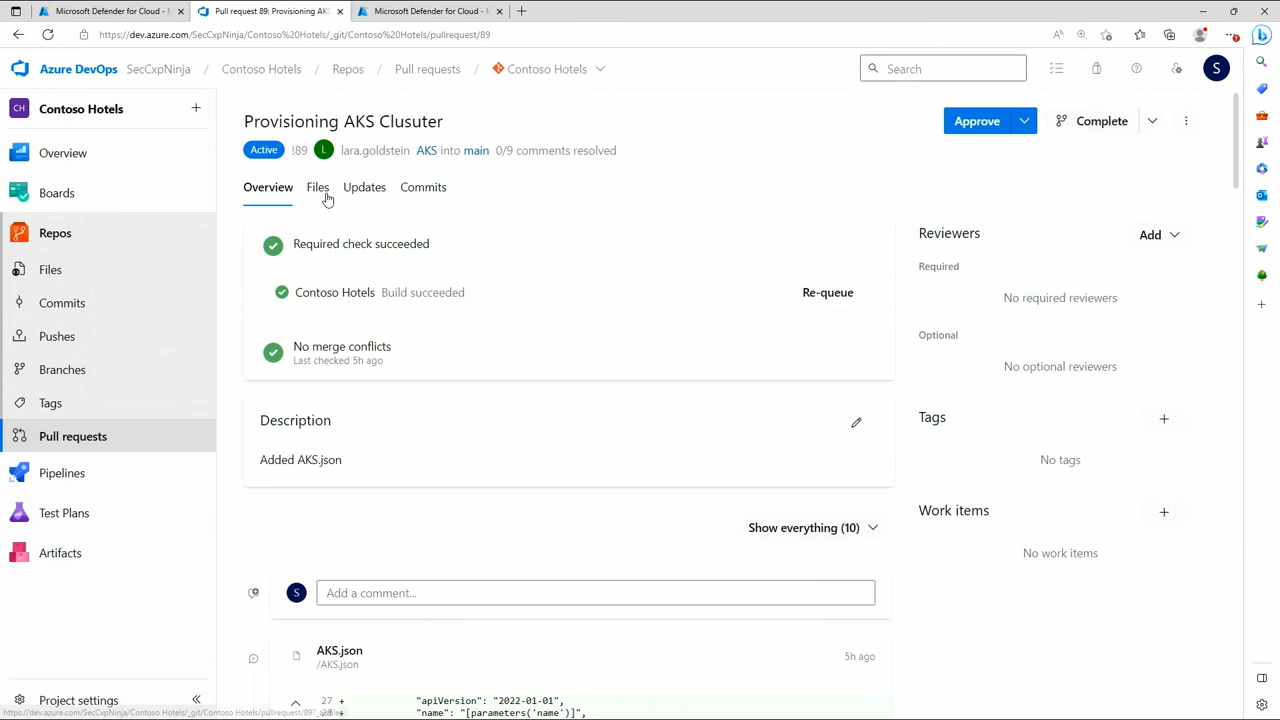 Microsoft Defender for Cloud - 
Pull request 89: Provisioning AKS
Microsoft Defender for Cloud - 
https://dev.azure.com/SecCxpNinja/Contoso%20Hotels/_git/Contoso%20Hotels/pullrequest/89
Azure DevOps SecCxpNinja / Contoso Hotels / Repos / Pull requests / Contoso Hotels
Search
S
CH Contoso Hotels
Overview
Boards
Repos
Files
Commits
Pushes
Branches
Tags
Pull requests
Pipelines
Test Plans
Artifacts
Project settings
Provisioning AKS Clusuter
Approve
Complete
Active !89 L lara.goldstein AKS into main 0/9 comments resolved
Overview Files Updates Commits
Required check succeeded
Contoso Hotels Build succeeded Re-queue
No merge conflicts
Last checked 5h ago
Description
Added AKS.json
Show everything (10)
S Add a comment...
AKS.json
/AKS.json
5h ago
27 + "apiVersion": "2022-01-01",
28 + "name": "[parameters('name')]",
Reviewers
Add
Required
No required reviewers
Optional
No optional reviewers
Tags
No tags
Work items
No work items